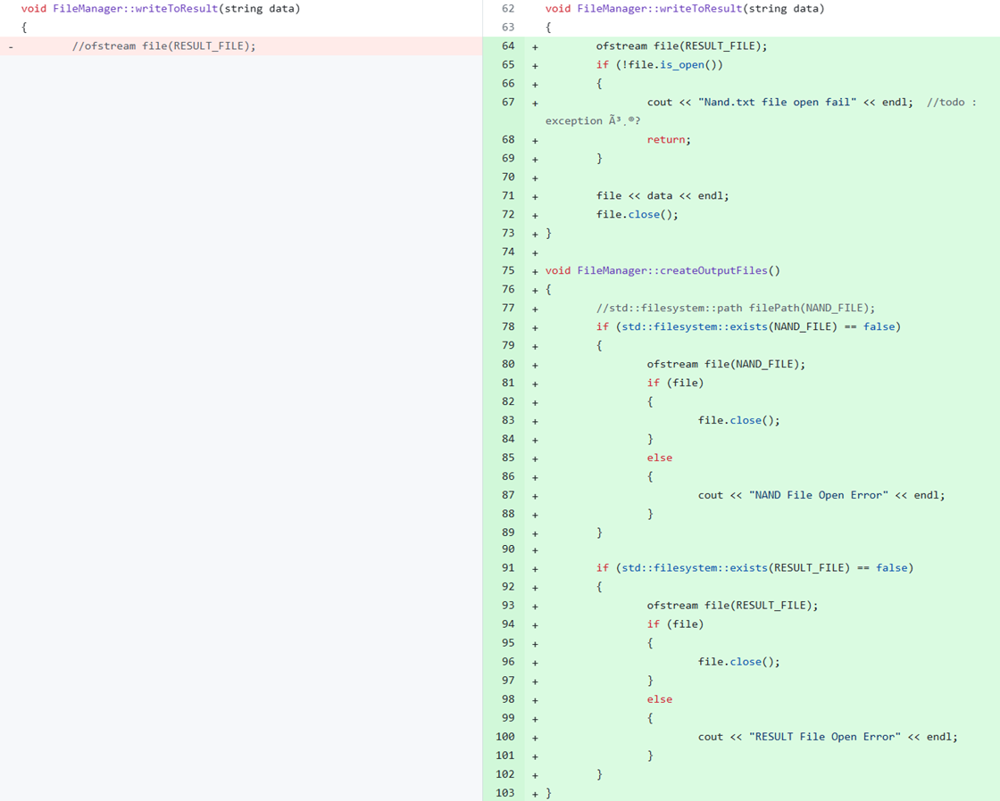 void FileManager::writeToResult(string data)
{
- //ofstream file(RESULT_FILE);
62 void FileManager::writeToResult(string data)
63 {
64 + ofstream file(RESULT_FILE);
65 + if (!file.is_open())
66 + {
67 + cout << "Nand.txt file open fail" << endl; //todo :
exception Ã³¸®?
68 + return;
69 + }
70 +
71 + file << data << endl;
72 + file.close();
73 + }
74 +
75 + void FileManager::createOutputFiles()
76 + {
77 + //std::filesystem::path filePath(NAND_FILE);
78 + if (std::filesystem::exists(NAND_FILE) == false)
79 + {
80 + ofstream file(NAND_FILE);
81 + if (file)
82 + {
83 + file.close();
84 + }
85 + else
86 + {
87 + cout << "NAND File Open Error" << endl;
88 + }
89 + }
90 +
91 + if (std::filesystem::exists(RESULT_FILE) == false)
92 + {
93 + ofstream file(RESULT_FILE);
94 + if (file)
95 + {
96 + file.close();
97 + }
98 + else
99 + {
100 + cout << "RESULT File Open Error" << endl;
101 + }
102 + }
103 + }